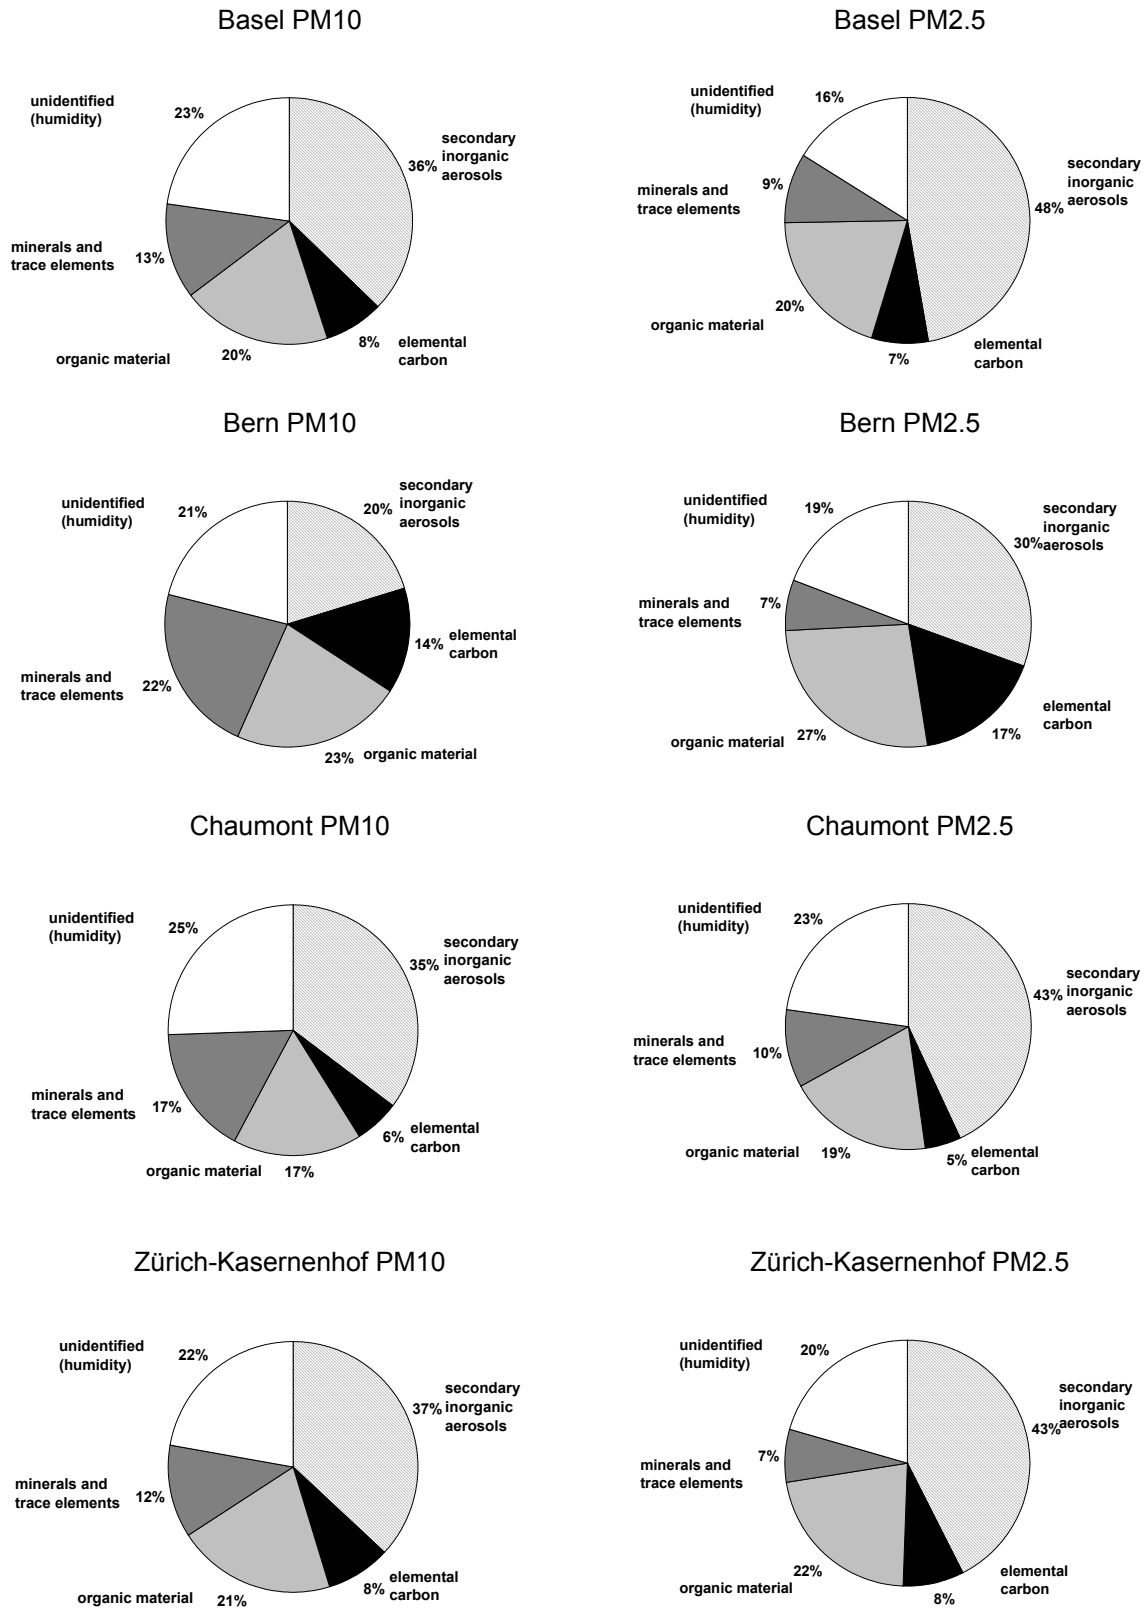 Basel PM10
unidentified
(humidity)
23%
36%
secondary
inorganic
aerosols
minerals and
trace elements
13%
organic material
20%
8%
elemental
carbon
Basel PM2.5
unidentified
(humidity)
16%
48%
secondary
inorganic
aerosols
minerals and
trace elements
9%
organic material
20%
7%
elemental
carbon
Bern PM10
unidentified
(humidity)
21%
20%
secondary
inorganic
aerosols
14%
elemental
carbon
minerals and
trace elements
22%
23%
organic material
Bern PM2.5
unidentified
(humidity)
19%
30%
secondary
inorganic
aerosols
minerals and
trace elements
7%
organic material
27%
17%
elemental
carbon
Chaumont PM10
unidentified
(humidity)
25%
35%
secondary
inorganic
aerosols
minerals and
trace elements
17%
organic material
17%
6%
elemental
carbon
Chaumont PM2.5
unidentified
(humidity)
23%
43%
secondary
inorganic
aerosols
minerals and
trace elements
10%
organic material
19%
5%
elemental
carbon
Zürich-Kasernenhof PM10
unidentified
(humidity)
22%
37%
secondary
inorganic
aerosols
minerals and
trace elements
12%
organic material
21%
8%
elemental
carbon
Zürich-Kasernenhof PM2.5
unidentified
(humidity)
20%
43%
secondary
inorganic
aerosols
minerals and
trace elements
7%
organic material
22%
8%
elemental
carbon